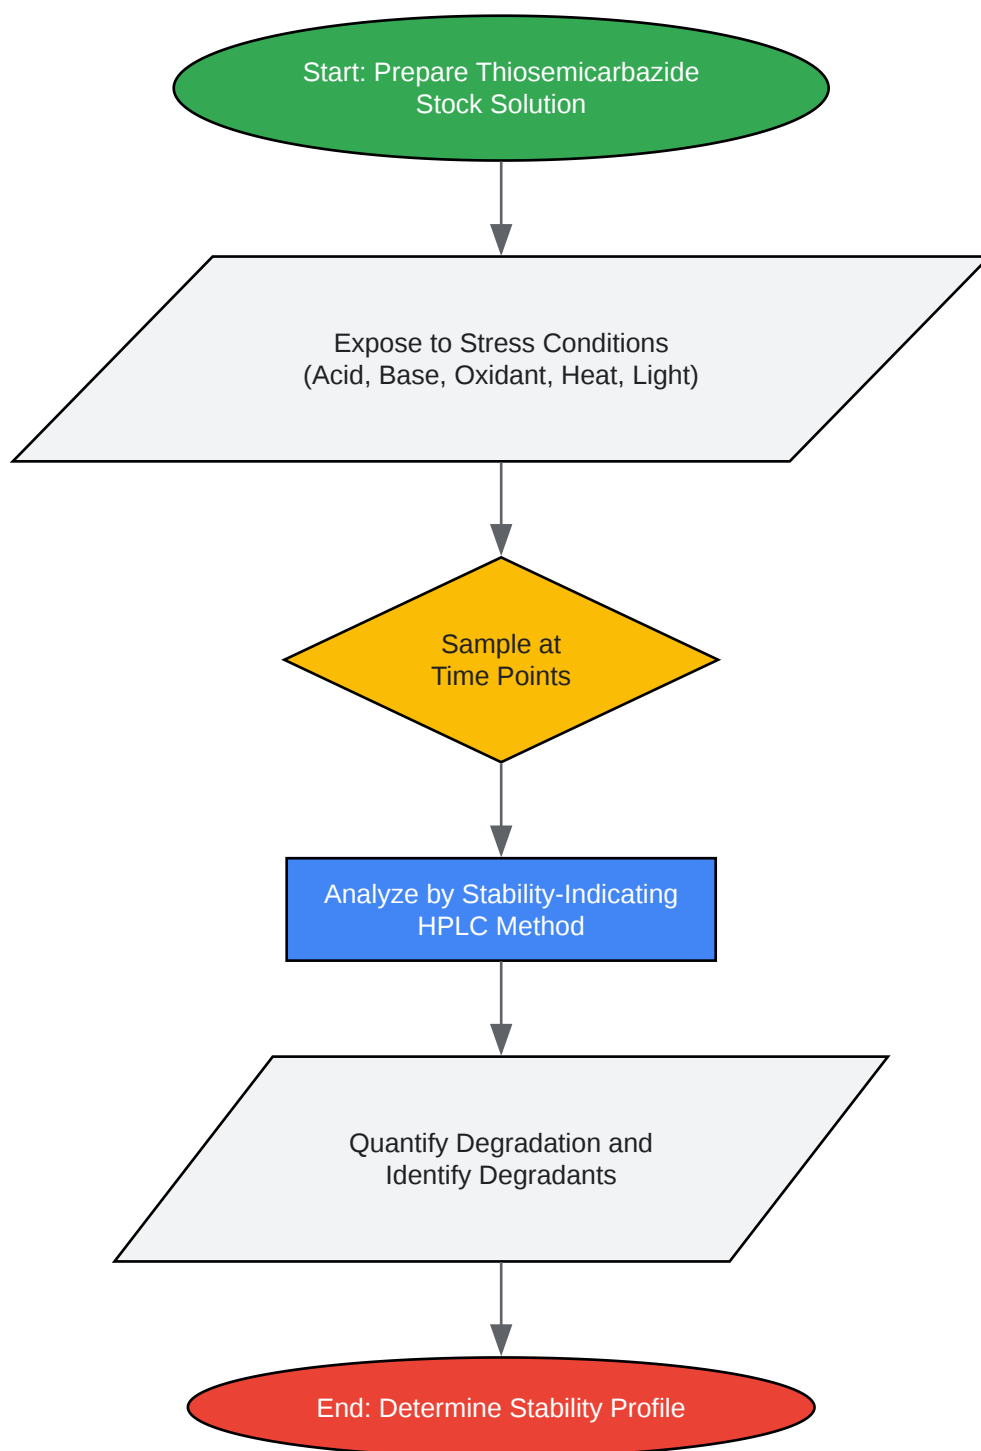 Start: Prepare Thiosemicarbazide
Stock Solution
Expose to Stress Conditions
(Acid, Base, Oxidant, Heat, Light)
Sample at
Time Points
Analyze by Stability-Indicating
HPLC Method
Quantify Degradation and
Identify Degradants
End: Determine Stability Profile